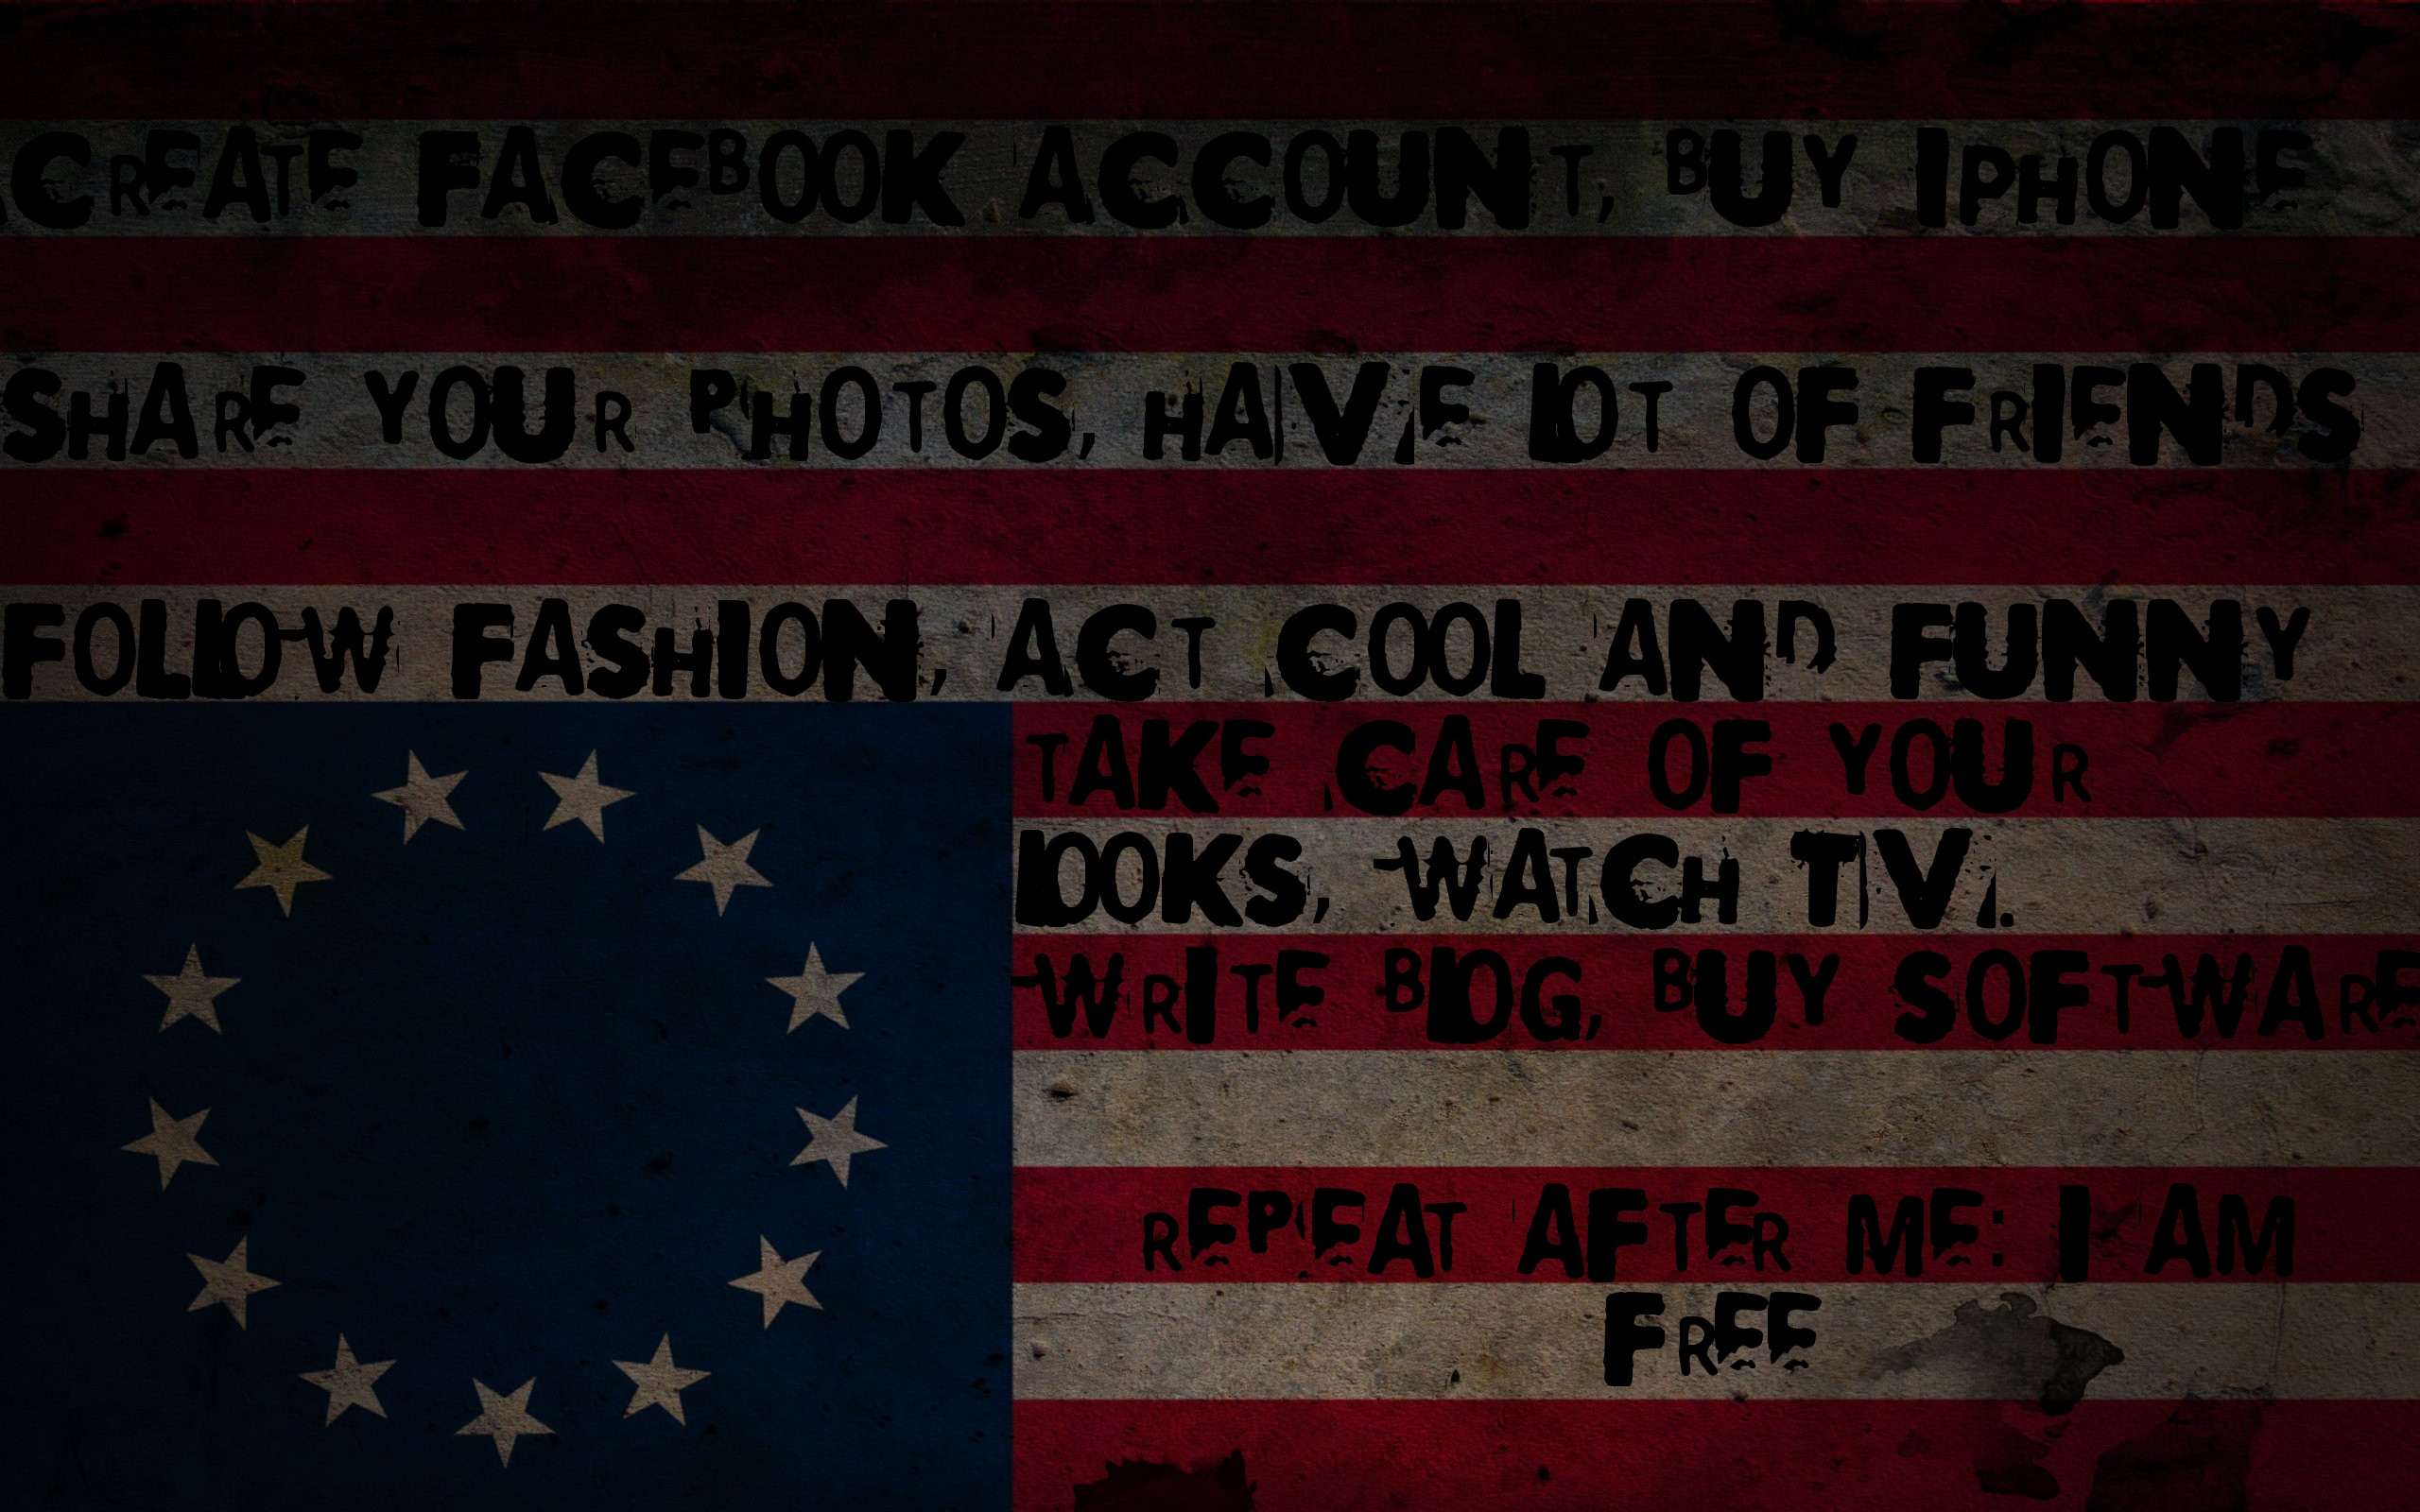 CREATE FACEBOOK ACCOUNT, BUY IPHONE
SHARE YOUR PHOTOS, HAVE LOT OF FRIENDS
FOLLOW FASHION, ACT COOL AND FUNNY
TAKE CARE OF YOUR
LOOKS, WATCH TV.
WRITE BLOG, BUY SOFTWARE
REPEAT AFTER ME: I AM
FREE